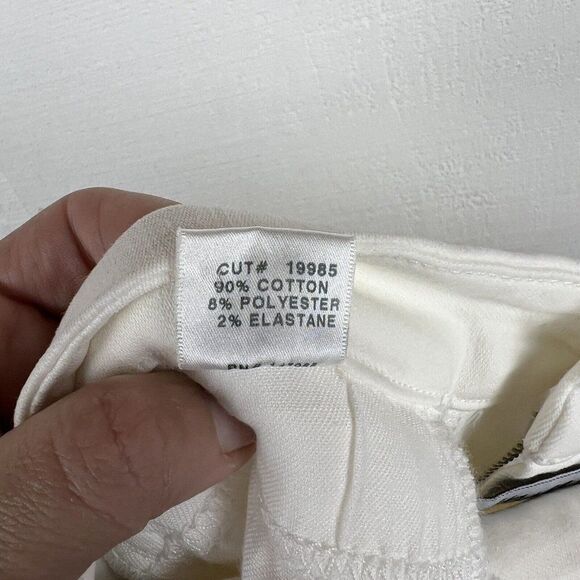 CUT# 19985
90% COTTON
8% POLYESTER
2% ELASTANE